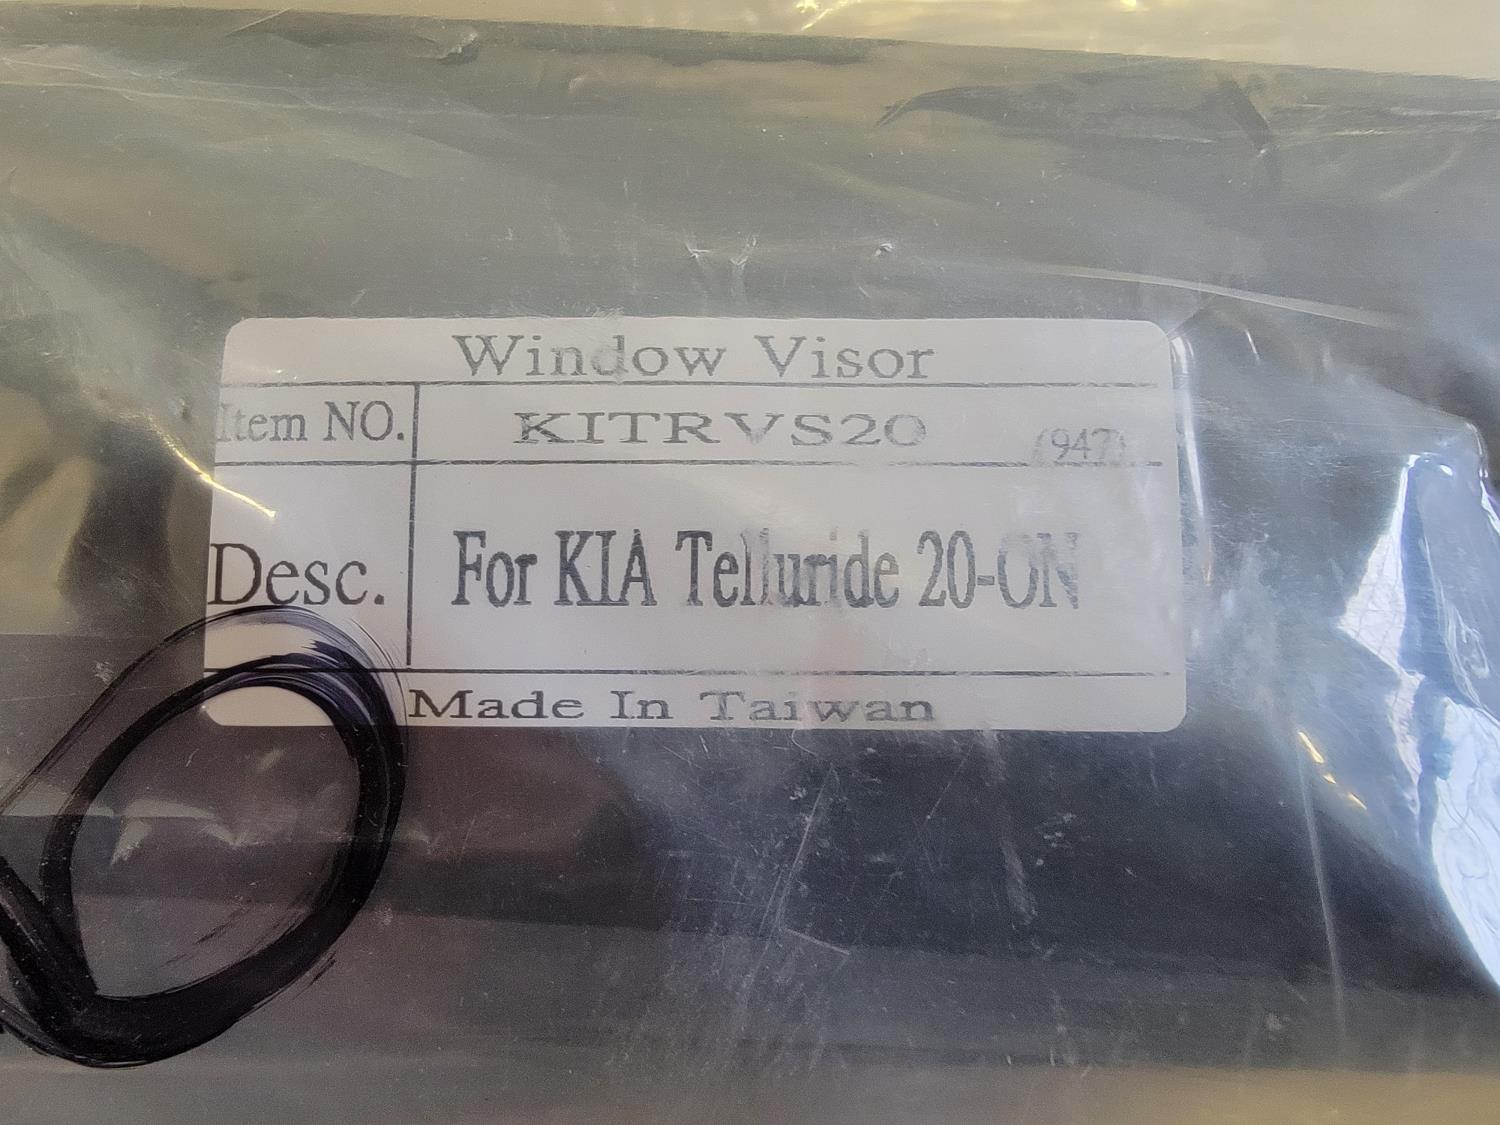 Window Visor
Item NO. KITRVS20 (947)
Desc. For KIA Telluride 20-ON
Made In Taiwan